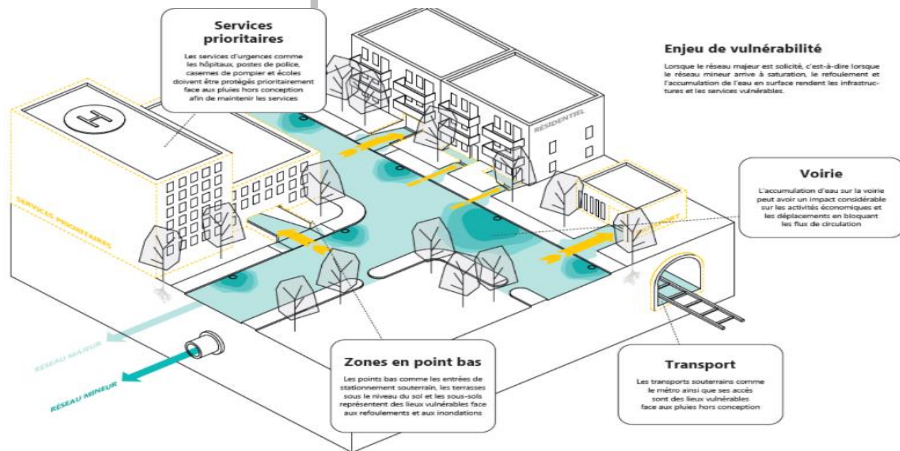 Services
prioritaires
Les services d'urgences comme
les hôpitaux, postes de police,
casernes de pompier et écoles
doivent être protégés prioritairement
face aux pluies hors conception
afin de maintenir les services
Enjeu de vulnérabilité
Lorsque le réseau majeur est solicité, c'est-à-dire lorsque
le réseau mineur arrive à saturation, le refoulement et
l'accumulation de l'eau en surface rendent les infrastruc-
tures et les services vulnérables.
H
RÉSIDENTIEL
Voirie
L'accumulation d'eau sur la voirie
peut avoir un impact considérable
sur les activités économiques et
les déplacements en bloquant
les flux de circulation
SERVICES PRIORITAIRES
RÉSEAU MAJEUR
RÉSEAU MINEUR
Zones en point bas
Les points bas comme les entrées de
stationnement souterrain, les terrasses
sous le niveau du sol et les sous-sols
représentent des lieux vulnérables face
aux refoulements et aux inondations
Transport
Les transports souterrains comme
le métro ainsi que ses accès
sont des lieux vulnérables
face aux pluies hors conception